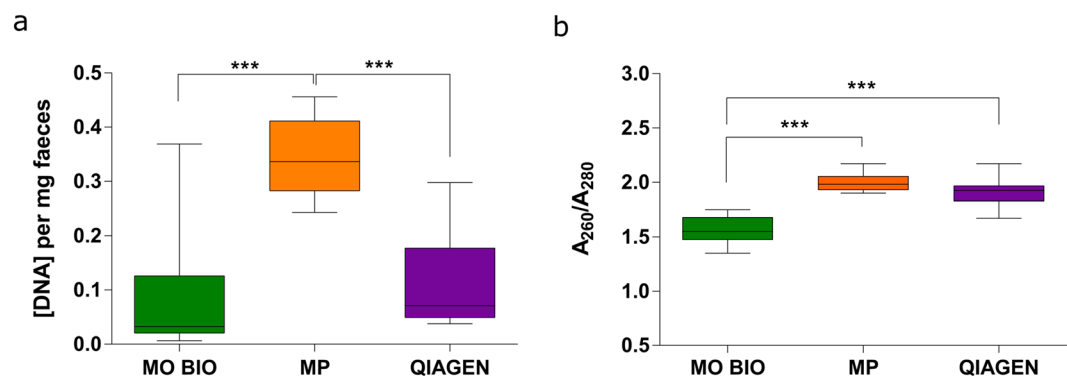 a
[DNA] per mg faeces
0.5
0.4
0.3
0.2
0.1
0.0
***
***
MO BIO MP QIAGEN
b
A260/A280
3.0
2.5
2.0
1.5
1.0
0.5
***
***
MO BIO MP QIAGEN